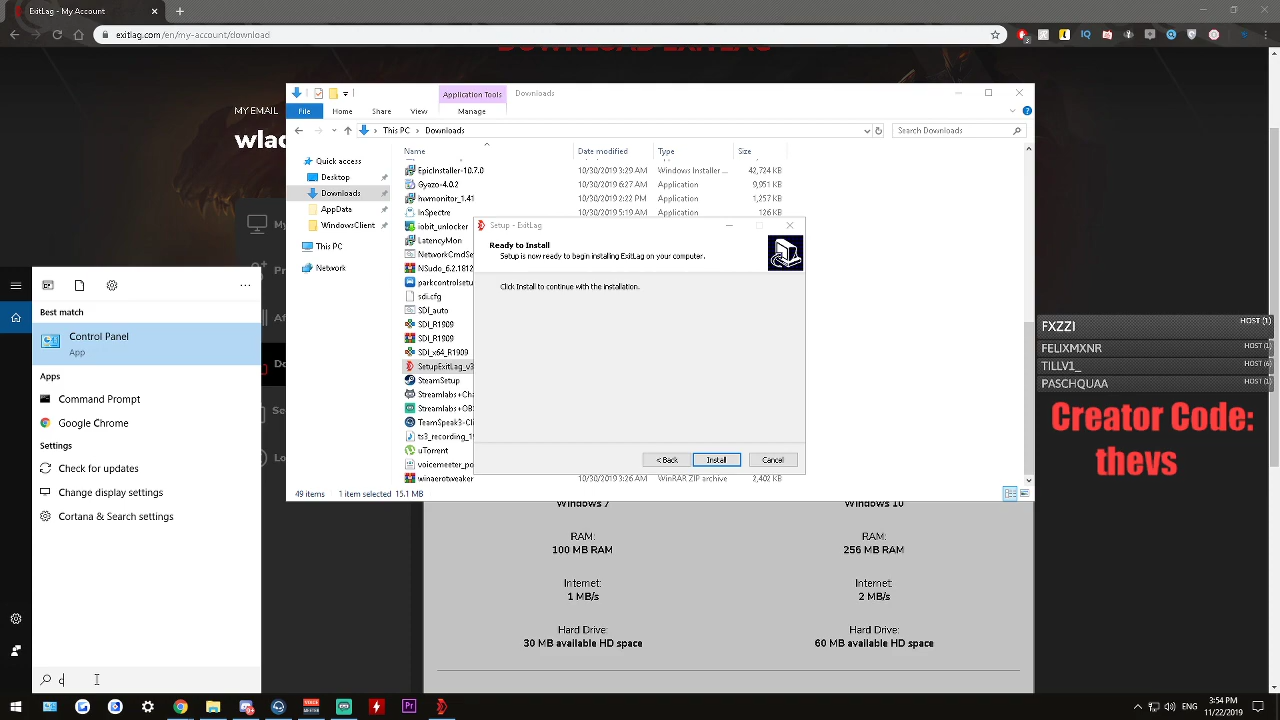 ExitLag - My Account
exitlag.com/en/my-account/download
DOWNLOAD EXITLAG
MY EMAIL
Application Tools
Downloads
File
Home
Share
View
Manage
This PC
Downloads
Search Downloads
Name
Date modified
Type
Size
Quick access
Desktop
Downloads
AppData
WindowsClient
This PC
Network
EpicInstaller-10.7.0
10/30/2019 3:29 AM
Windows Installer ...
42,724 KB
Gyazo-4.0.2
10/30/2019 6:27 AM
Application
9,951 KB
hwmonitor_1.41
10/30/2019 2:22 PM
Application
1,257 KB
InSpectre
10/30/2019 5:19 AM
Application
126 KB
iobit_unlocker
LatencyMon
NetworkCmdSe
NSudo_6.2.1812
parkcontrolsetu
sdi.cfg
SDI_auto
SDI_R1909
SDI_R1909
SDI_x64_R1909
SetupExitLag_v3
SteamSetup
Streamlabs+Cha
Streamlabs+OBS
TeamSpeak3-Cli
ts3_recording_19
uTorrent
voicemeeter_po
winaerotweaker
10/30/2019 3:26 AM
WinRAR ZIP archive
2,402 KB
49 items
1 item selected
15.1 MB
Setup - ExitLag
Ready to Install
Setup is now ready to begin installing ExitLag on your computer.
Click Install to continue with the installation.
< Back
Install
Cancel
Best match
Control Panel
App
Apps
Command Prompt
Google Chrome
Settings
Check for updates
Change display settings
Cortana & Search settings
c
FXZZI
HOST (1)
FELIXMXNR
TILLV1_
HOST (6)
PASCHQUAA
HOST (1)
Creator Code:
thevs
Windows 7
Windows 10
RAM:
100 MB RAM
RAM:
256 MB RAM
Internet:
1 MB/s
Internet:
2 MB/s
Hard Drive:
30 MB available HD space
Hard Drive:
60 MB available HD space
ENG
3:54 PM
11/22/2019